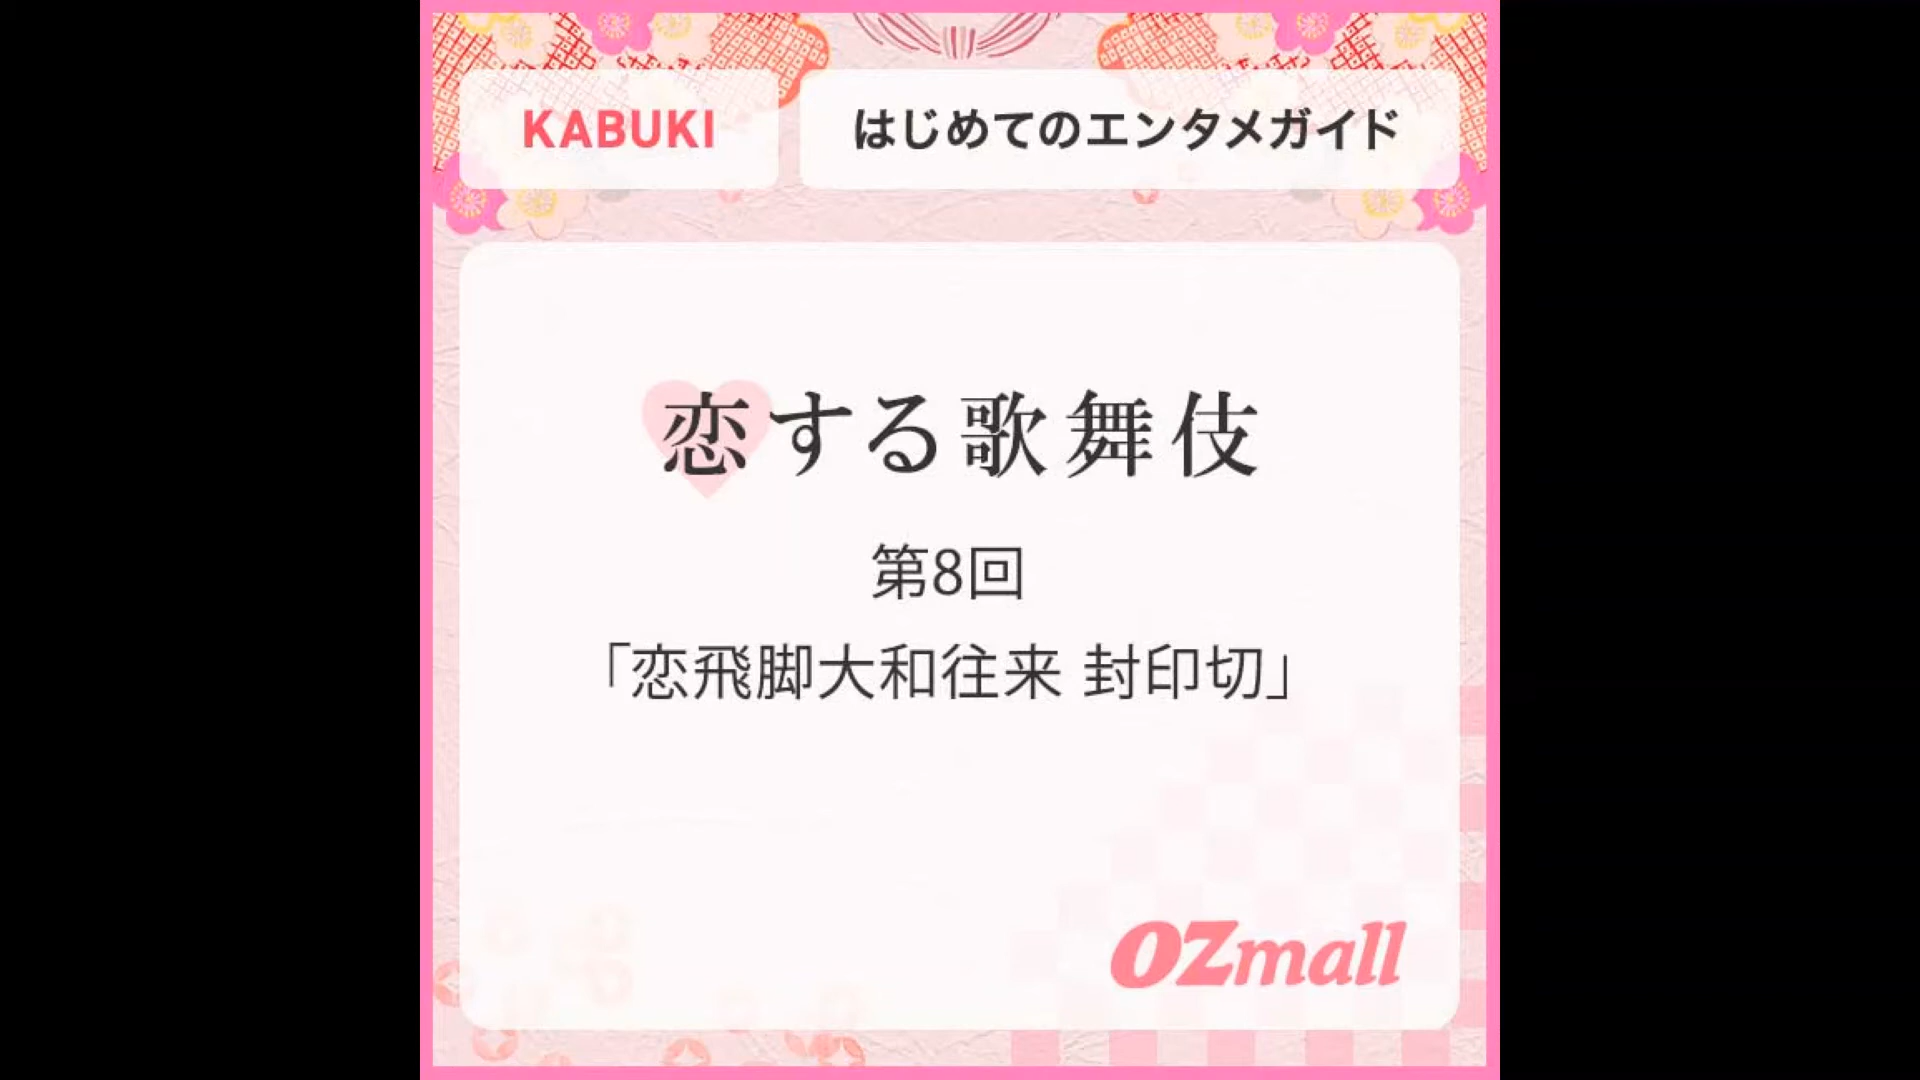 KABUKI
はじめてのエンタメガイド
恋する歌舞伎
第8回
「恋飛脚大和往来 封印切」
OZmall